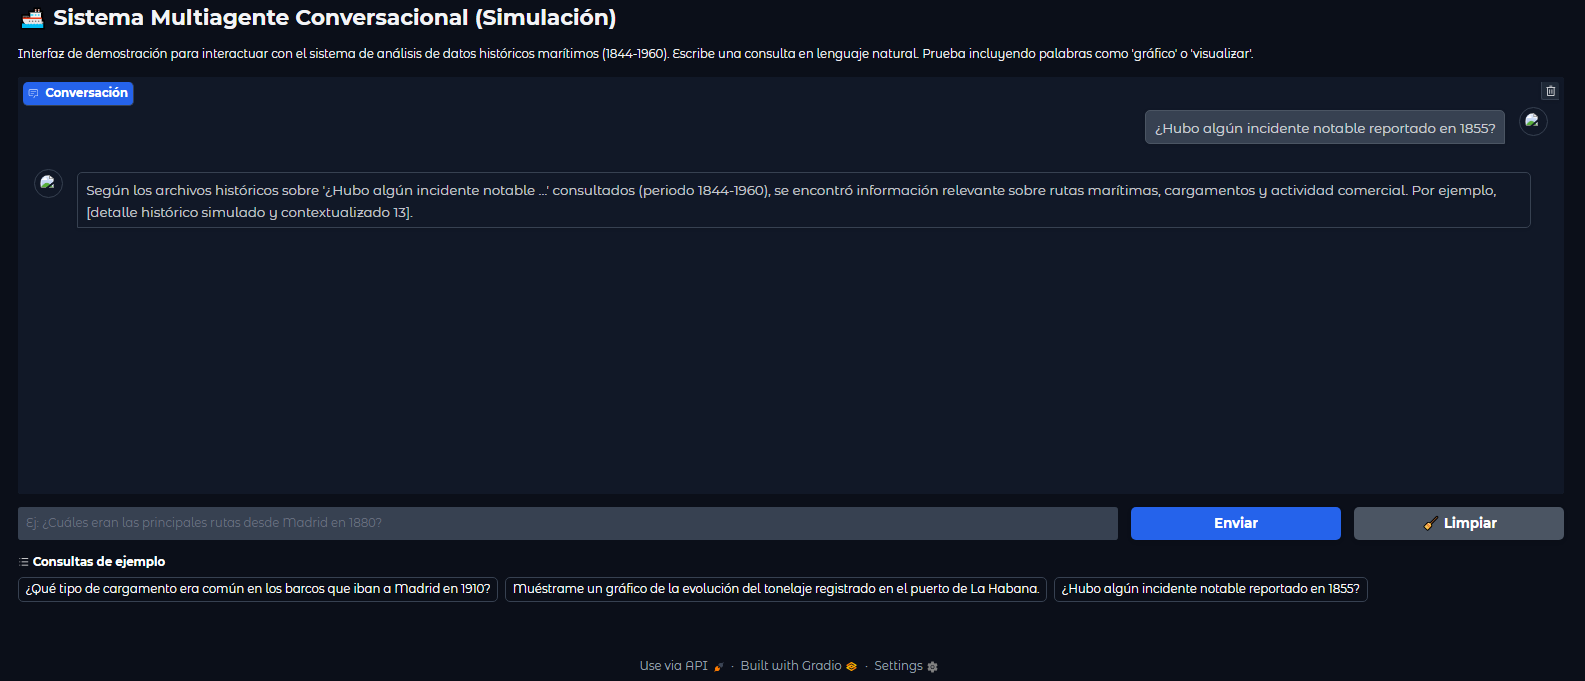 Sistema Multiagente Conversacional (Simulación)
Interfaz de demostración para interactuar con el sistema de análisis de datos históricos marítimos (1844-1960). Escribe una consulta en lenguaje natural. Prueba incluyendo palabras como 'gráfico' o 'visualizar'.
Conversación
¿Hubo algún incidente notable reportado en 1855?
Según los archivos históricos sobre '¿Hubo algún incidente notable ...' consultados (periodo 1844-1960), se encontró información relevante sobre rutas marítimas, cargamentos y actividad comercial. Por ejemplo,
[detalle histórico simulado y contextualizado 13].
Ej: ¿Cuáles eran las principales rutas desde Madrid en 1880?
Enviar
Limpiar
Consultas de ejemplo
¿Qué tipo de cargamento era común en los barcos que iban a Madrid en 1910?
Muéstrame un gráfico de la evolución del tonelaje registrado en el puerto de La Habana.
¿Hubo algún incidente notable reportado en 1855?
Use via API · Built with Gradio · Settings